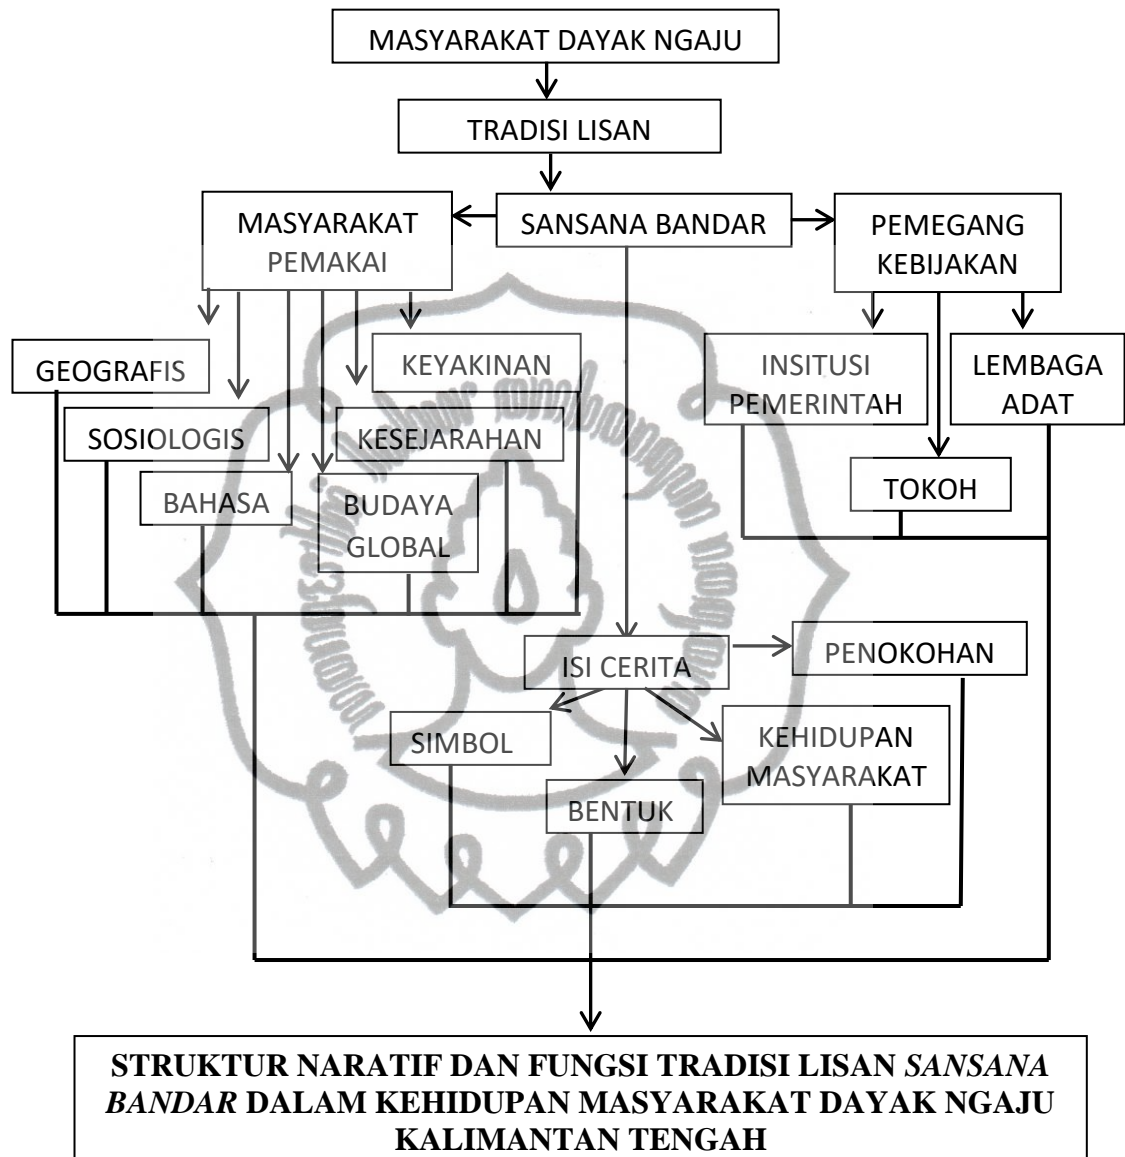 MASYARAKAT DAYAK NGAJU
TRADISI LISAN
MASYARAKAT
PEMAKAI
SANSANA BANDAR
PEMEGANG
KEBIJAKAN
GEOGRAFIS
KEYAKINAN
INSITUSI
PEMERINTAH
LEMBAGA
ADAT
SOSIOLOGIS
KESEJARAHAN
BAHASA
BUDAYA
GLOBAL
TOKOH
ISI CERITA
PENOKOHAN
SIMBOL
KEHIDUPAN
MASYARAKAT
BENTUK
STRUKTUR NARATIF DAN FUNGSI TRADISI LISAN SANSANA
BANDAR DALAM KEHIDUPAN MASYARAKAT DAYAK NGAJU
KALIMANTAN TENGAH